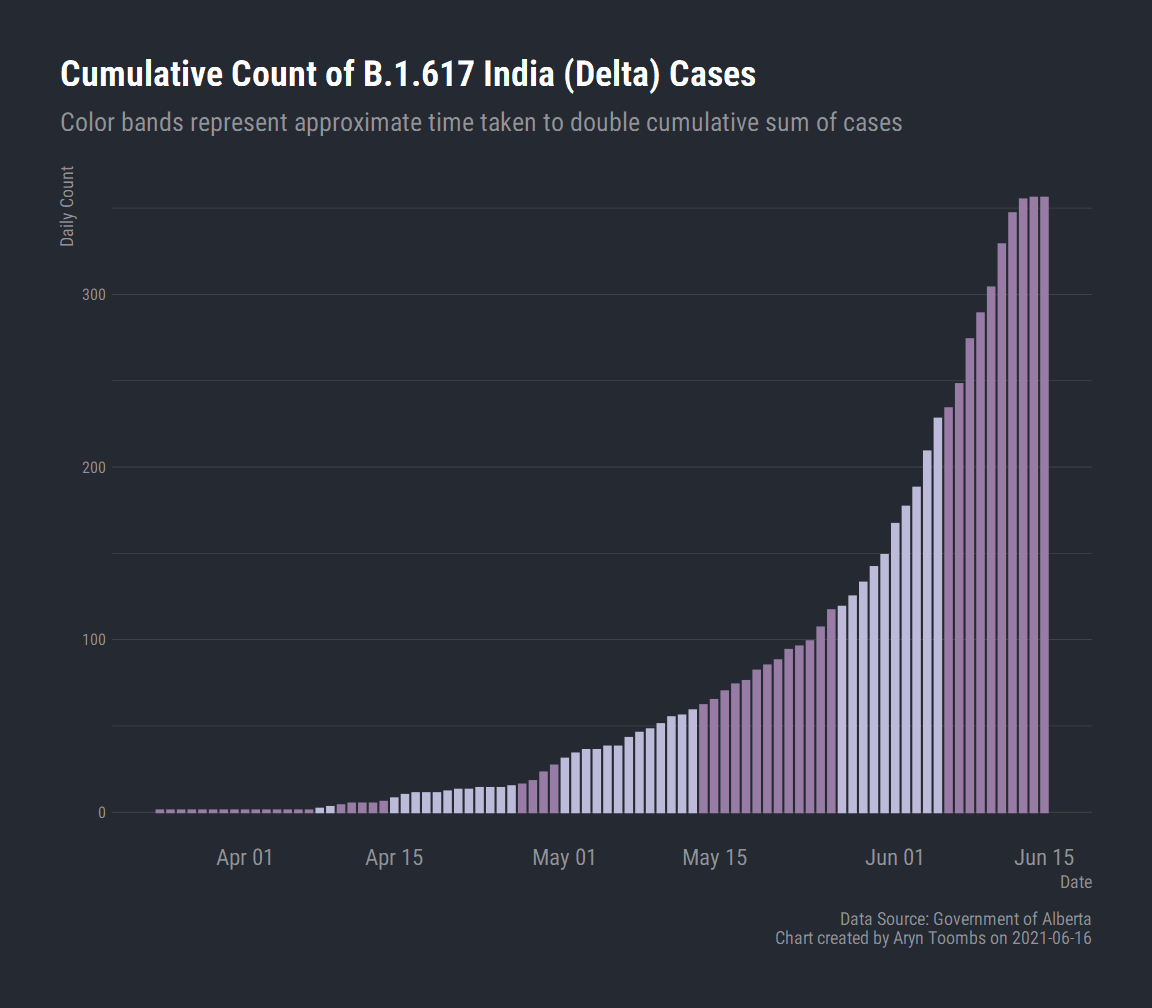 Cumulative Count of B.1.617 India (Delta) Cases
Color bands represent approximate time taken to double cumulative sum of cases
Daily Count
300
200
100
0
Apr 01 Apr 15 May 01 May 15 Jun 01 Jun 15
Date
Data Source: Government of Alberta
Chart created by Aryn Toombs on 2021-06-16